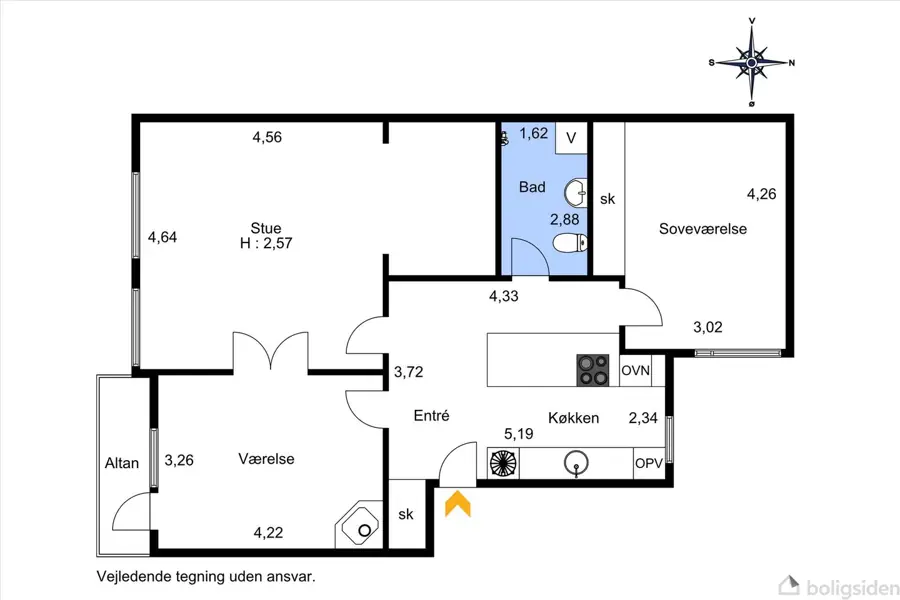 V
S
N
Ø
4,56
1,62
V
Bad
sk
4,26
Stue
H : 2,57
4,64
2,88
Soveværelse
4,33
3,02
3,72
OVN
Entré
Køkken
2,34
5,19
Altan
3,26
Værelse
OPV
sk
4,22
Vejledende tegning uden ansvar.
boligsiden